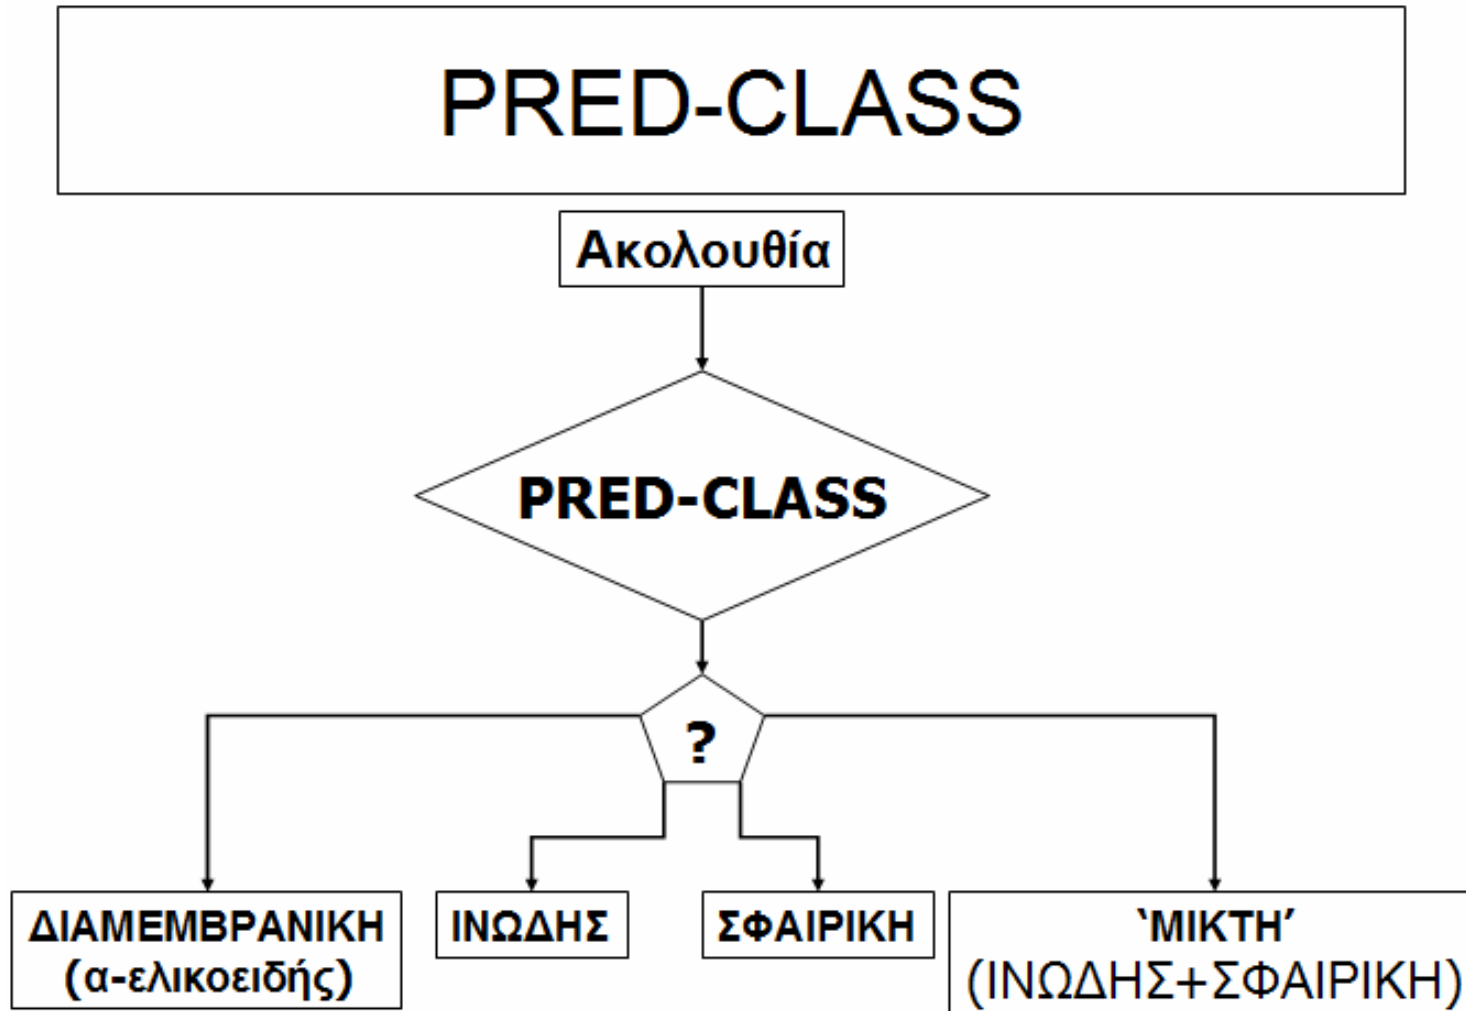 PRED-CLASS
Ακολουθία
PRED-CLASS
?
ΔΙΑΜΕΜΒΡΑΝΙΚΗ
(α-ελικοειδής)
ΙΝΩΔΗΣ
ΣΦΑΙΡΙΚΗ
‘ΜΙΚΤΗ’
(ΙΝΩΔΗΣ+ΣΦΑΙΡΙΚΗ)